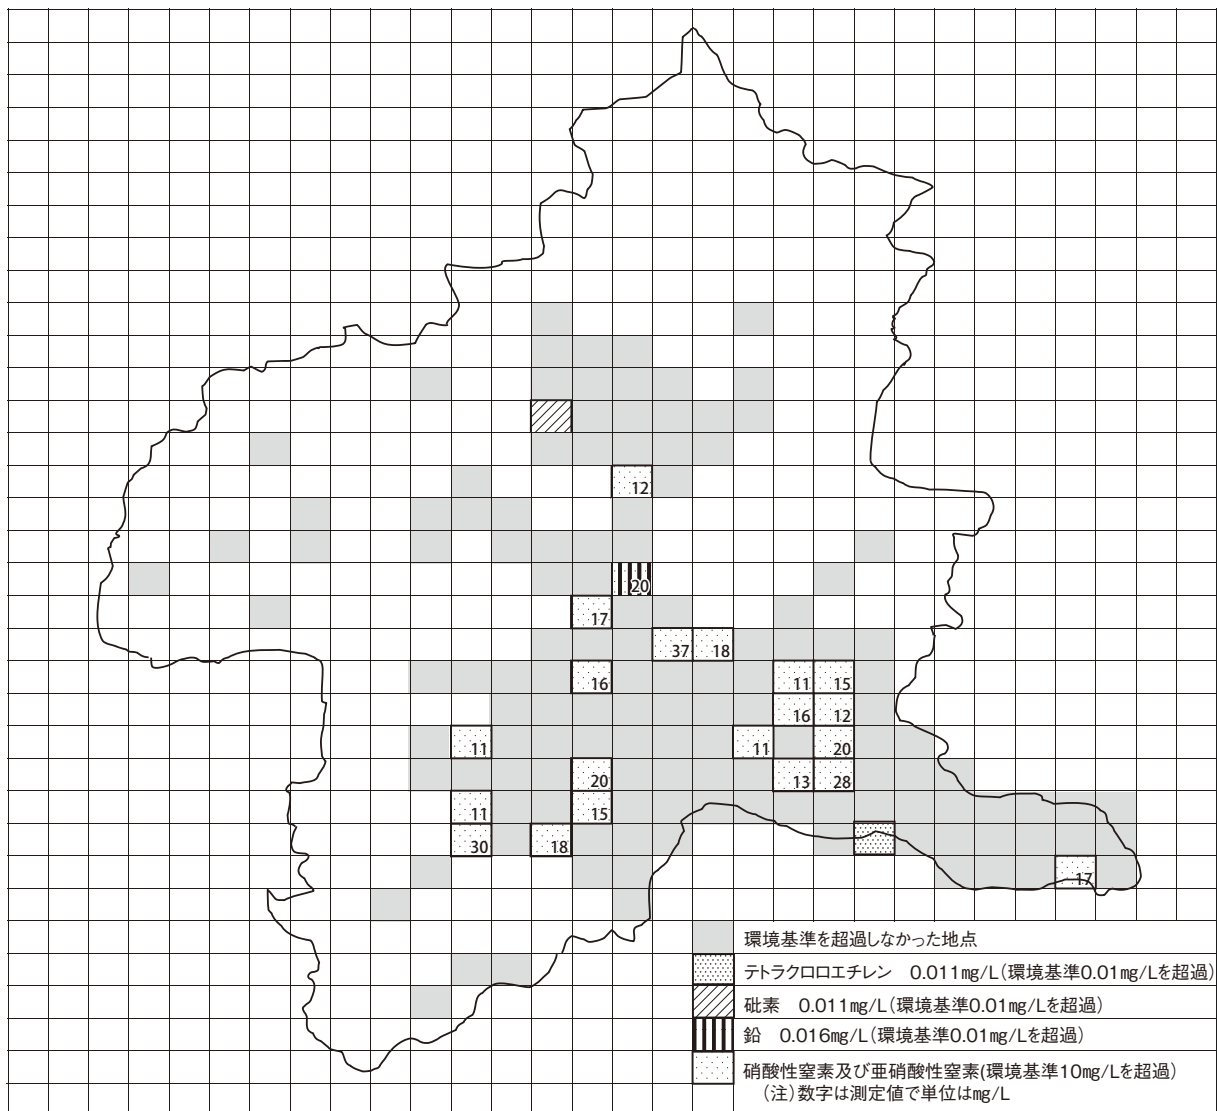 12
20
17
37 18
16 11 15
16 12
11 11 20
20 13 28
11 15
30 18
17
環境基準を超過しなかった地点
テトラクロロエチレン 0.011mg/L(環境基準0.01mg/Lを超過)
砒素 0.011mg/L(環境基準0.01mg/Lを超過)
鉛 0.016mg/L(環境基準0.01mg/Lを超過)
硝酸性窒素及び亜硝酸性窒素(環境基準10mg/Lを超過)
(注)数字は測定値で単位はmg/L